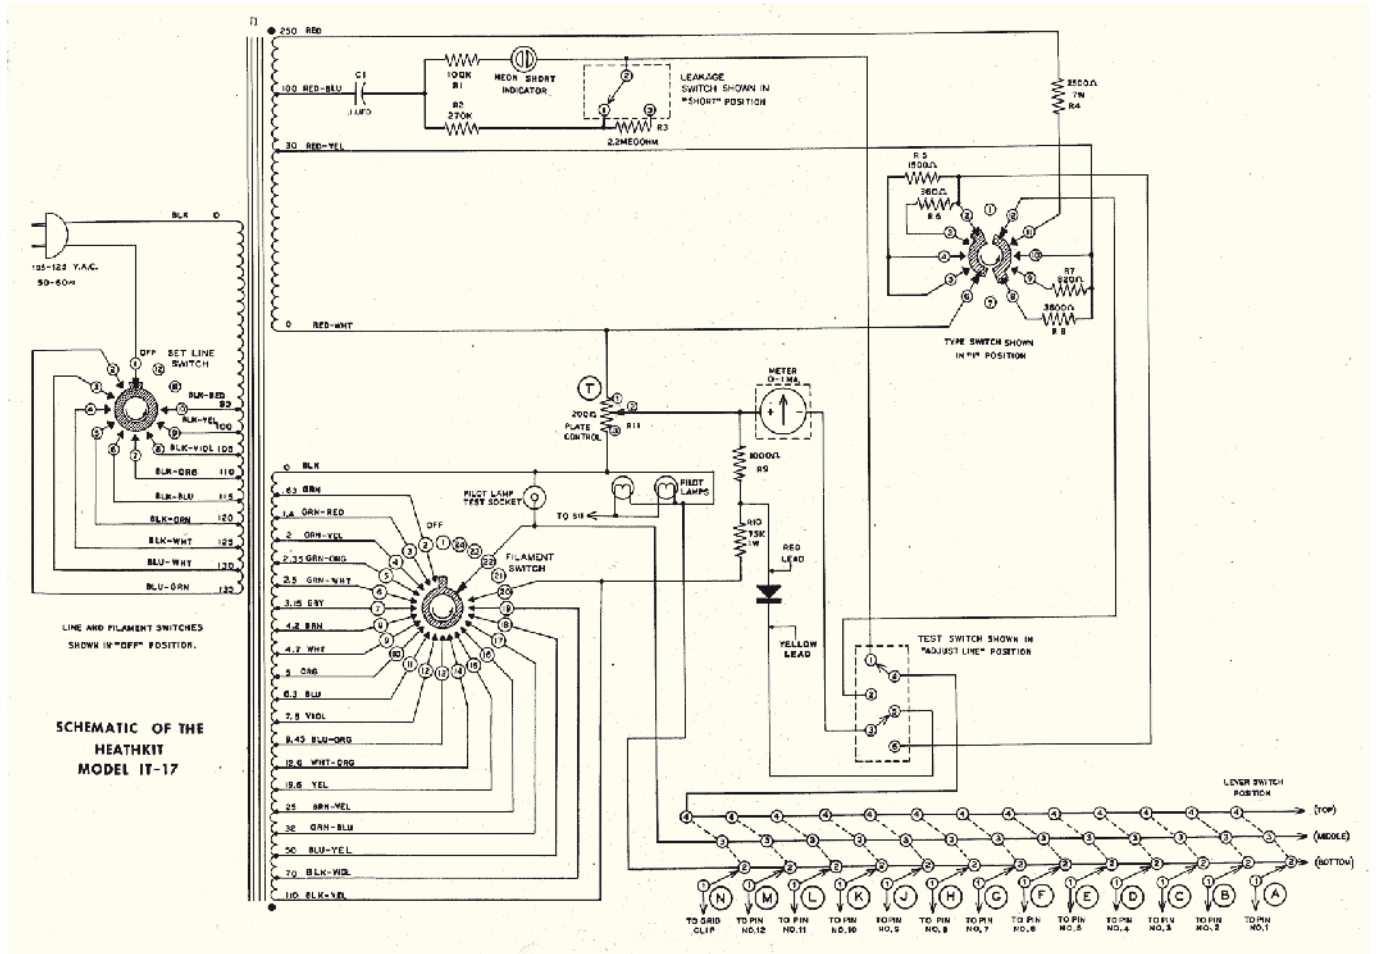 T1
250 RED
100K
R1
NEON SHORT
INDICATOR
LEAKAGE
SWITCH SHOWN IN
"SHORT" POSITION
C1
.1 MFD
100 RED-BLU
R2
270K
R3
2.2MEGOHM
2500Ω
7W
R4
30 RED-YEL
R5
1500Ω
360Ω
R6
R7
820Ω
3600Ω
R8
TYPE SWITCH SHOWN
IN "1" POSITION
BLK 0
105-125 V.A.C.
50-60∿
0 RED-WHT
OFF
SET LINE
SWITCH
BLK-RED
95
BLK-YEL 100
BLK-VIOL 105
BLK-ORG 110
BLK-BLU 115
BLK-GRN 120
BLK-WHT 125
BLU-WHT 130
BLU-GRN 135
LINE AND FILAMENT SWITCHES
SHOWN IN "OFF" POSITION.
SCHEMATIC OF THE
HEATHKIT
MODEL IT-17
T
200Ω
PLATE
CONTROL
R11
METER
0-1 MA.
+ -
1000Ω
R9
R10
75K
1W
RED
LEAD
YELLOW
LEAD
0 BLK
PILOT LAMP
TEST SOCKET
PILOT
LAMPS
OFF
FILAMENT
SWITCH
.63 GRN
1.4 GRN-RED
2 GRN-YEL
2.35 GRN-ORG
2.5 GRN-WHT
3.15 GRY
4.2 BRN
4.7 WHT
5 ORG
6.3 BLU
7.5 VIOL
9.45 BLU-ORG
12.6 WHT-ORG
19.6 YEL
25 BRN-YEL
32 GRN-BLU
50 BLU-YEL
70 BLK-VIOL
110 BLK-YEL
TEST SWITCH SHOWN IN
"ADJUST LINE" POSITION
LEVER SWITCH
POSITION
(TOP)
(MIDDLE)
(BOTTOM)
N M L K J H G F E D C B A
TO GRID CLIP
TO PIN NO.12
TO PIN NO.11
TO PIN NO.10
TO PIN NO.9
TO PIN NO.8
TO PIN NO.7
TO PIN NO.6
TO PIN NO.5
TO PIN NO.4
TO PIN NO.3
TO PIN NO.2
TO PIN NO.1